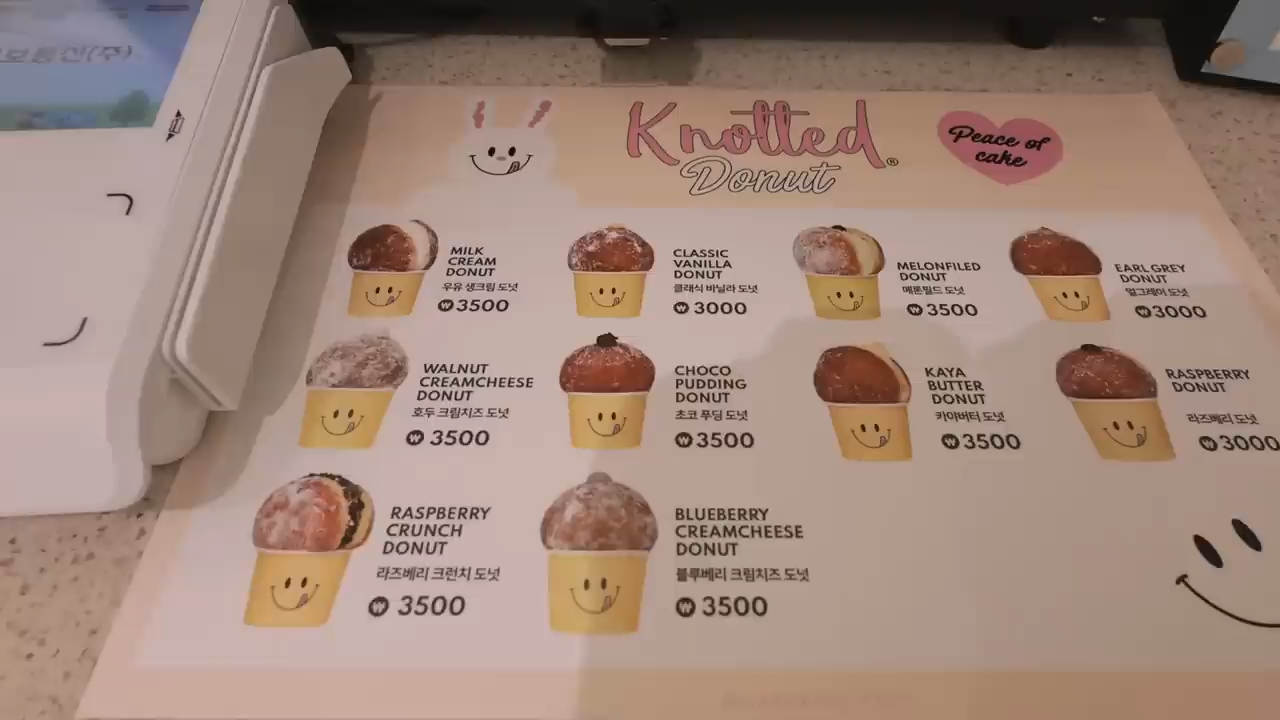 보통신(주)
Knotted
Donut
®
Peace of
cake
MILK
CREAM
DONUT
우유 생크림 도넛
₩3500
CLASSIC
VANILLA
DONUT
클래식 바닐라 도넛
₩3000
MELONFILED
DONUT
메론필드 도넛
₩3500
EARL GREY
DONUT
얼그레이 도넛
₩3000
WALNUT
CREAMCHEESE
DONUT
호두 크림치즈 도넛
₩3500
CHOCO
PUDDING
DONUT
초코 푸딩 도넛
₩3500
KAYA
BUTTER
DONUT
카야버터 도넛
₩3500
RASPBERRY
DONUT
라즈베리 도넛
₩3000
RASPBERRY
CRUNCH
DONUT
라즈베리 크런치 도넛
₩3500
BLUEBERRY
CREAMCHEESE
DONUT
블루베리 크림치즈 도넛
₩3500